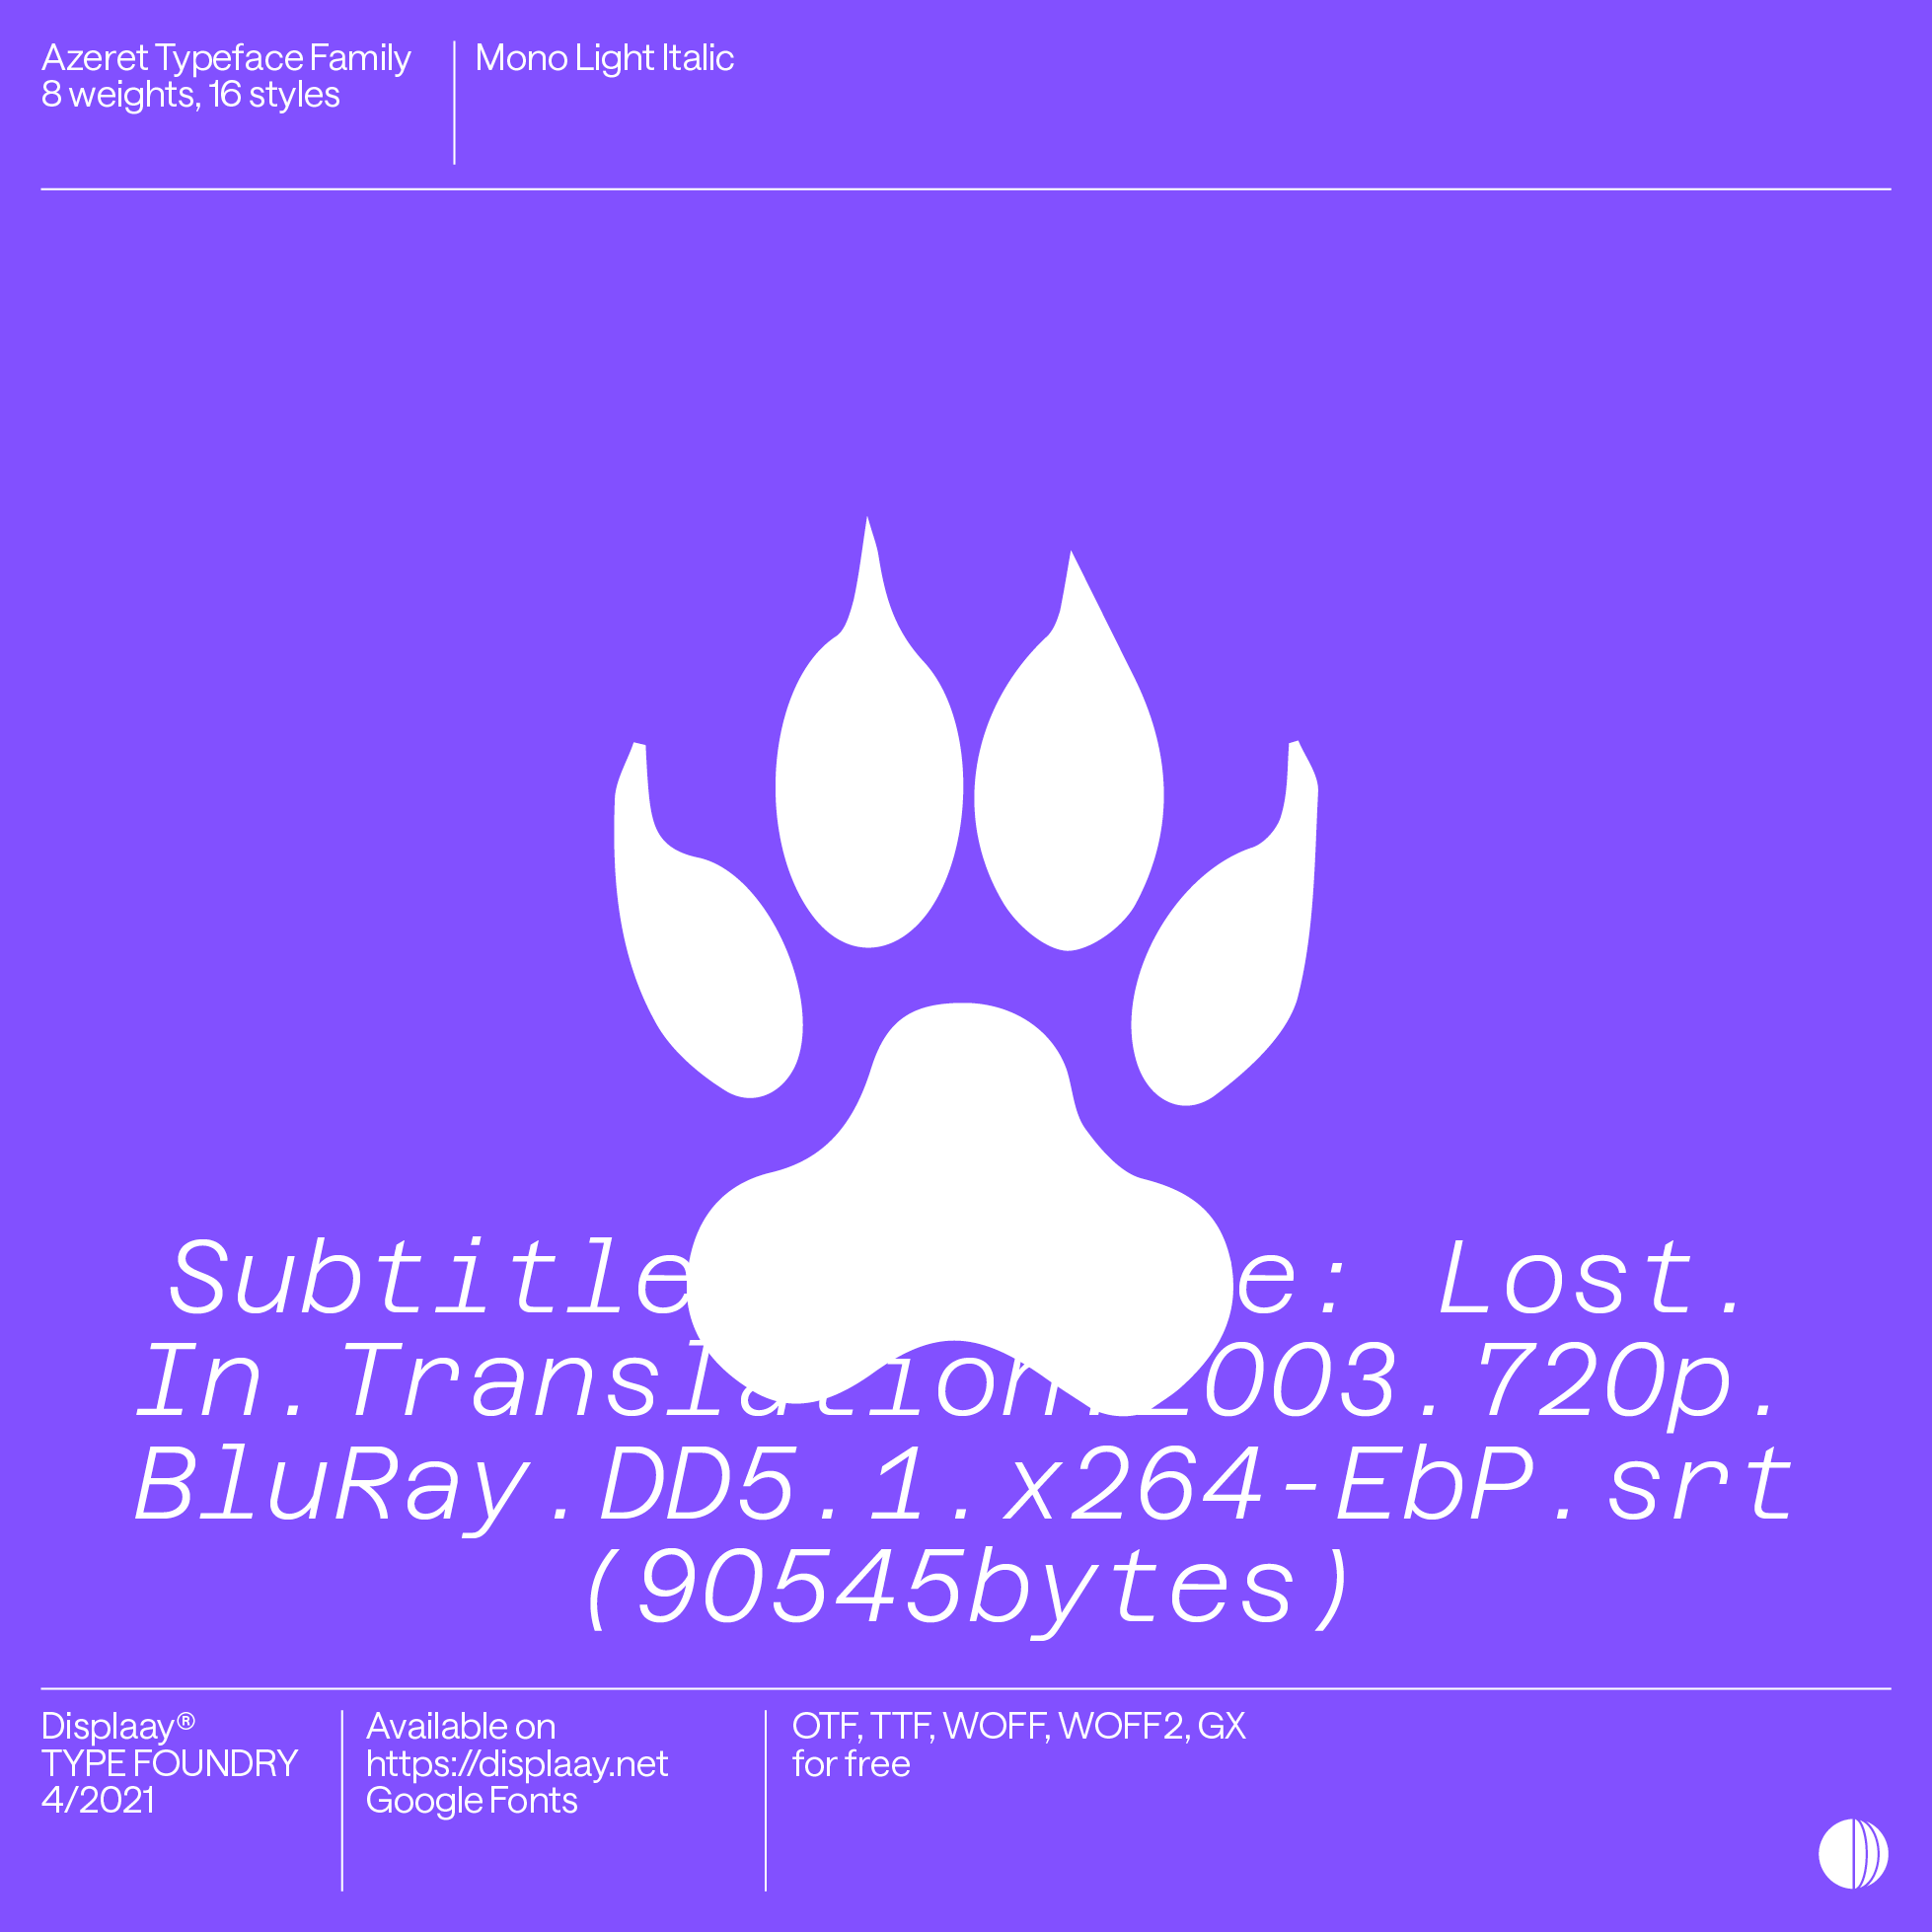 Azeret Typeface Family
8 weights, 16 styles
Mono Light Italic
Subtitle e: Lost.
In.Translation.2003.720p.
BluRay.DD5.1.x264-EbP.srt
(90545bytes)
Displaay®
TYPE FOUNDRY
4/2021
Available on
https://displaay.net
Google Fonts
OTF, TTF, WOFF, WOFF2, GX
for free